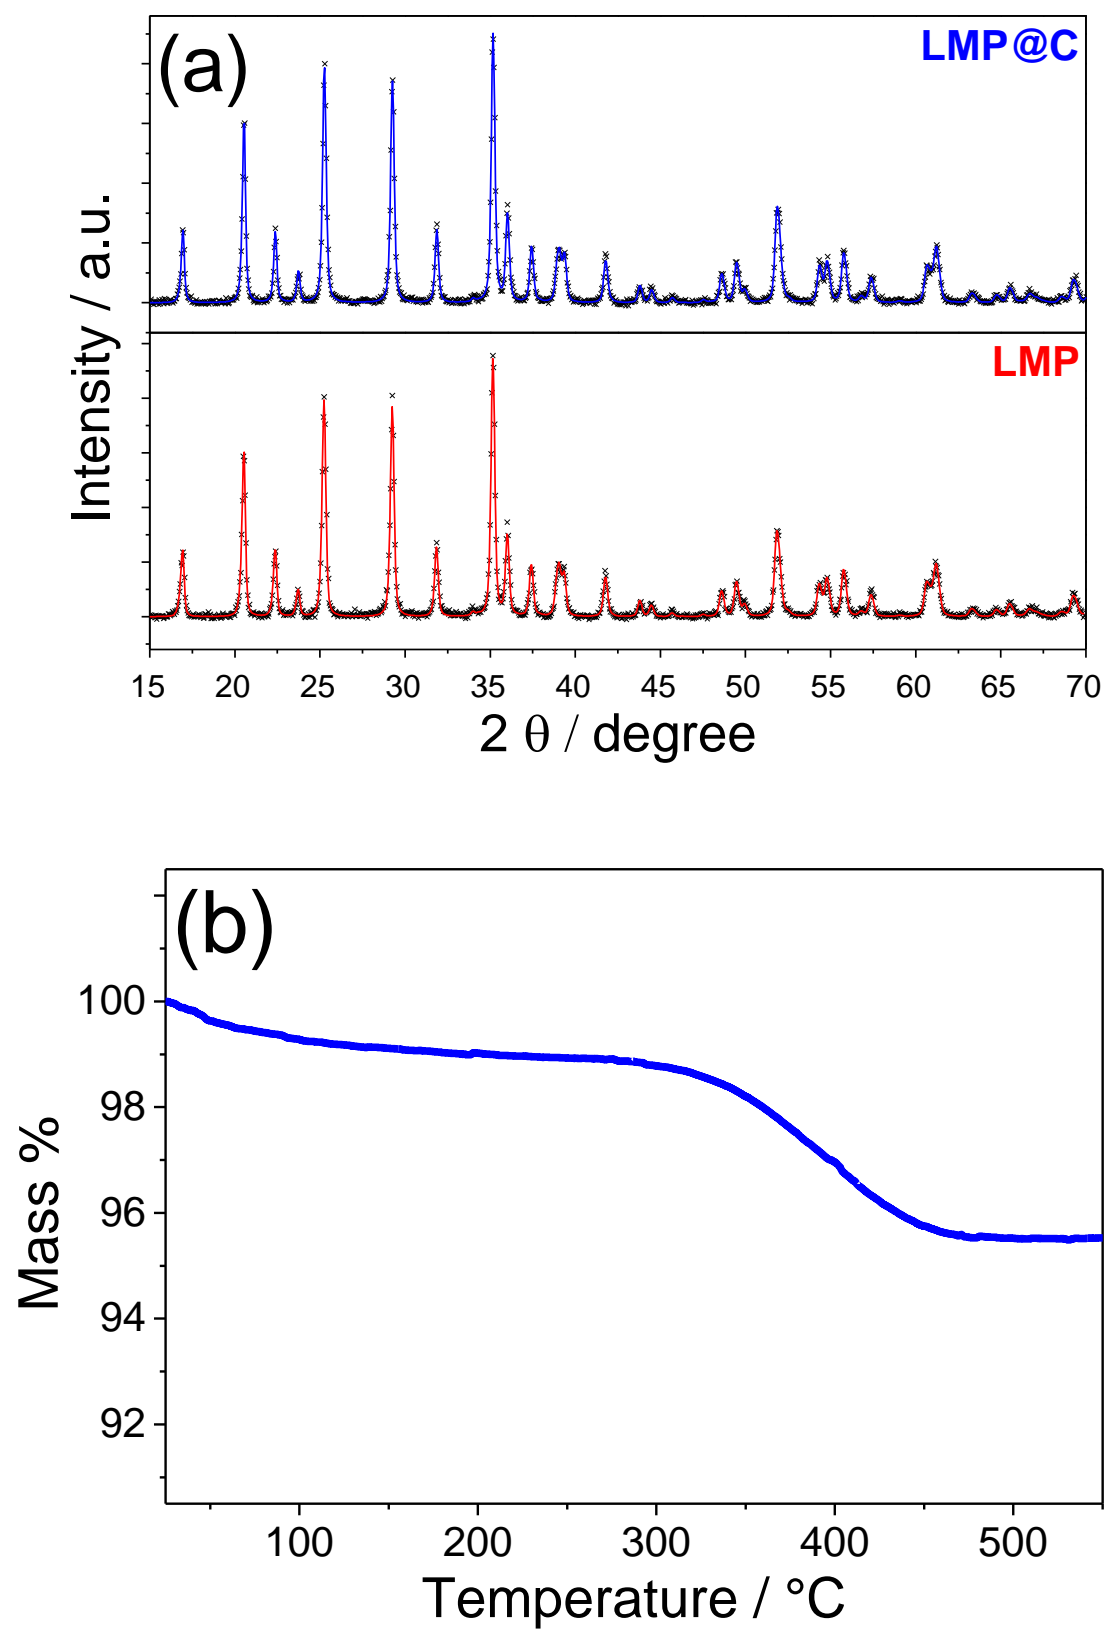 (a)
LMP@C
LMP
Intensity / a.u.
15 20 25 30 35 40 45 50 55 60 65 70
2 θ / degree
(b)
100
98
96
94
92
Mass %
100 200 300 400 500
Temperature / °C